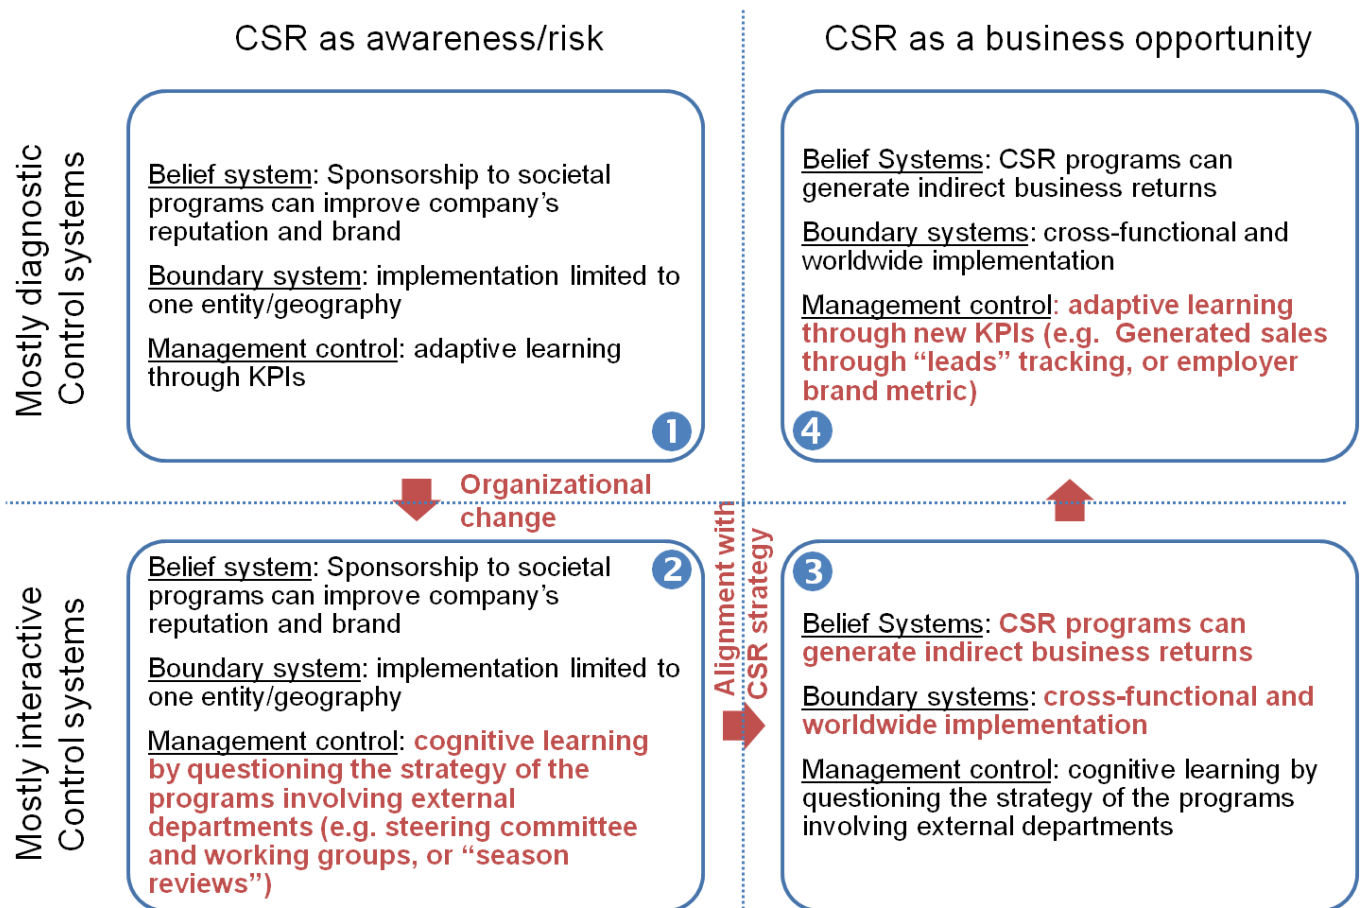 CSR as awareness/risk
CSR as a business opportunity
Mostly diagnostic
Control systems
Belief system: Sponsorship to societal
programs can improve company’s
reputation and brand
Boundary system: implementation limited to
one entity/geography
Management control: adaptive learning
through KPIs
1
Belief Systems: CSR programs can
generate indirect business returns
Boundary systems: cross-functional and
worldwide implementation
Management control: adaptive learning
through new KPIs (e.g. Generated sales
through “leads” tracking, or employer
brand metric)
4
Organizational
change
Alignment with
CSR strategy
Mostly interactive
Control systems
2
Belief system: Sponsorship to societal
programs can improve company’s
reputation and brand
Boundary system: implementation limited to
one entity/geography
Management control: cognitive learning
by questioning the strategy of the
programs involving external
departments (e.g. steering committee
and working groups, or “season
reviews”)
3
Belief Systems: CSR programs can
generate indirect business returns
Boundary systems: cross-functional and
worldwide implementation
Management control: cognitive learning by
questioning the strategy of the programs
involving external departments